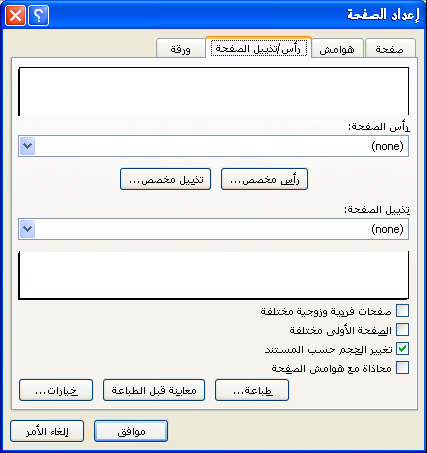 إعداد الصفحة
صفحة
هوامش
رأس/تذييل الصفحة
ورقة
رأس الصفحة:
(none)
رأس مخصص...
تذييل مخصص...
تذييل الصفحة:
(none)
صفحات فردية وزوجية مختلفة
الصفحة الأولى مختلفة
تغيير الحجم حسب المستند
محاذاة مع هوامش الصفحة
طباعة...
معاينة قبل الطباعة
خيارات...
موافق
إلغاء الأمر